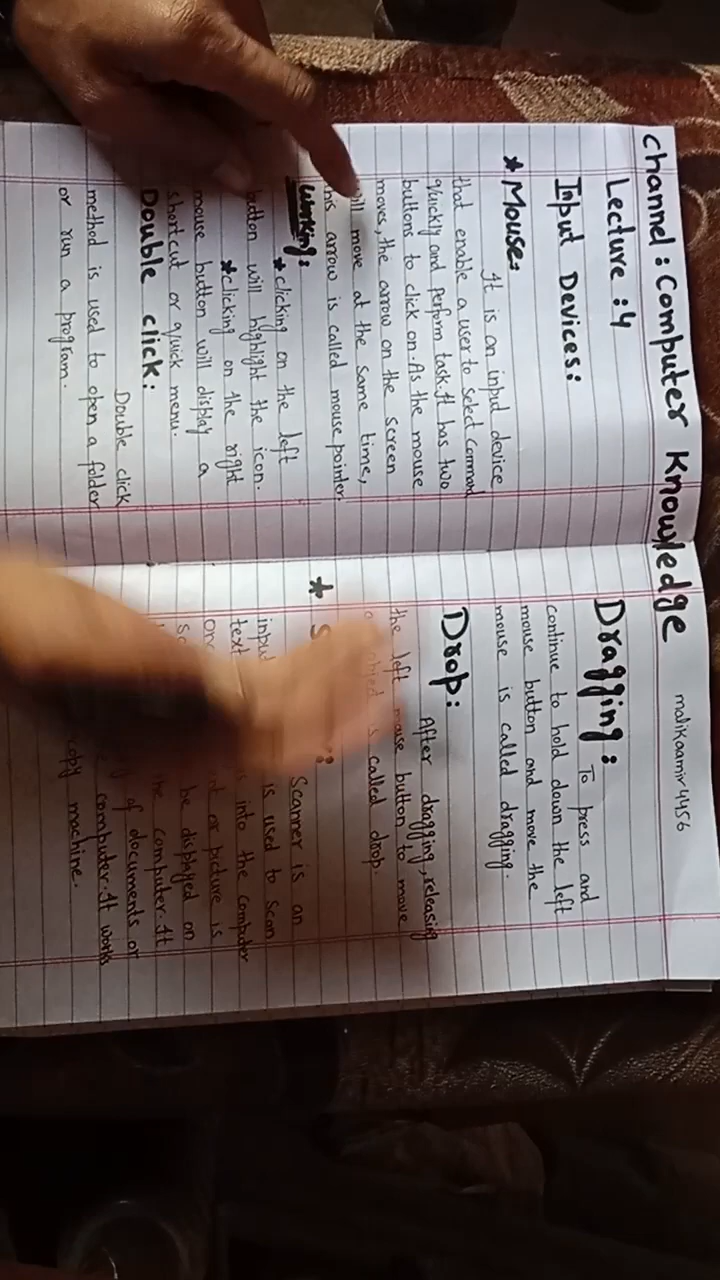 channel: Computer Knowledge
malikaamir4456
Lecture :4
Input Devices:
* Mouse:
It is an input device
that enable a user to select Command
quickly and perform task. It has two
buttons to click on. As the mouse
moves, the arrow on the screen
will move at the same time,
this arrow is called mouse pointer.
Working:
* clicking on the left
button will highlight the icon.
* clicking on the right
mouse button will display a
shortcut or quick menu.
Double click:
Double click
method is used to open a folder
or run a program.
Dragging:
To press and
continue to hold down the left
mouse button and move the
mouse is called dragging.
Drop:
After dragging, releasing
the left mouse button, to move
object is called drop.
*
Scanner is an
input is used to scan
text into the computer
or picture is
be displayed on
the computer. It
of documents or
computer. It works
copy machine.